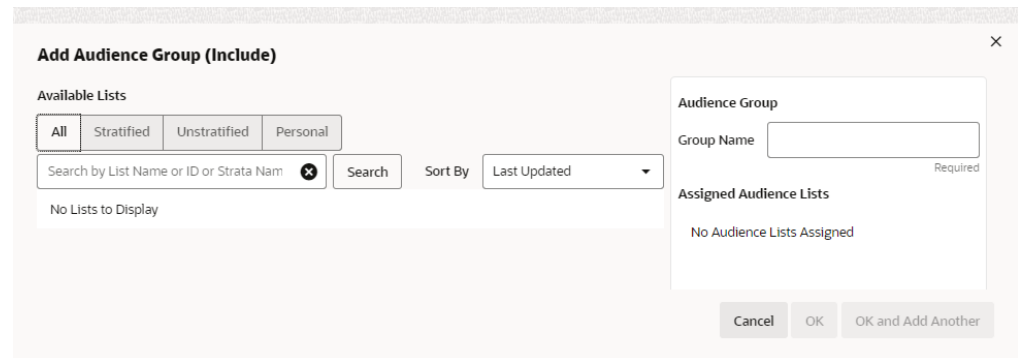 Add Audience Group (Include)
Available Lists
All Stratified Unstratified Personal
Search by List Name or ID or Strata Nam Search Sort By Last Updated
No Lists to Display
Audience Group
Group Name
Required
Assigned Audience Lists
No Audience Lists Assigned
Cancel OK OK and Add Another